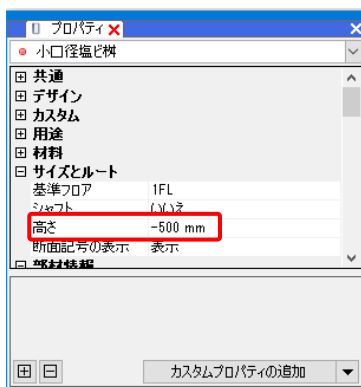 プロパティ
小口径塩ビ桝
共通
デザイン
カスタム
用途
材料
サイズとルート
基準フロア 1FL
シャフト いいえ
高さ -500 mm
断面記号の表示 表示
部材情報
カスタムプロパティの追加